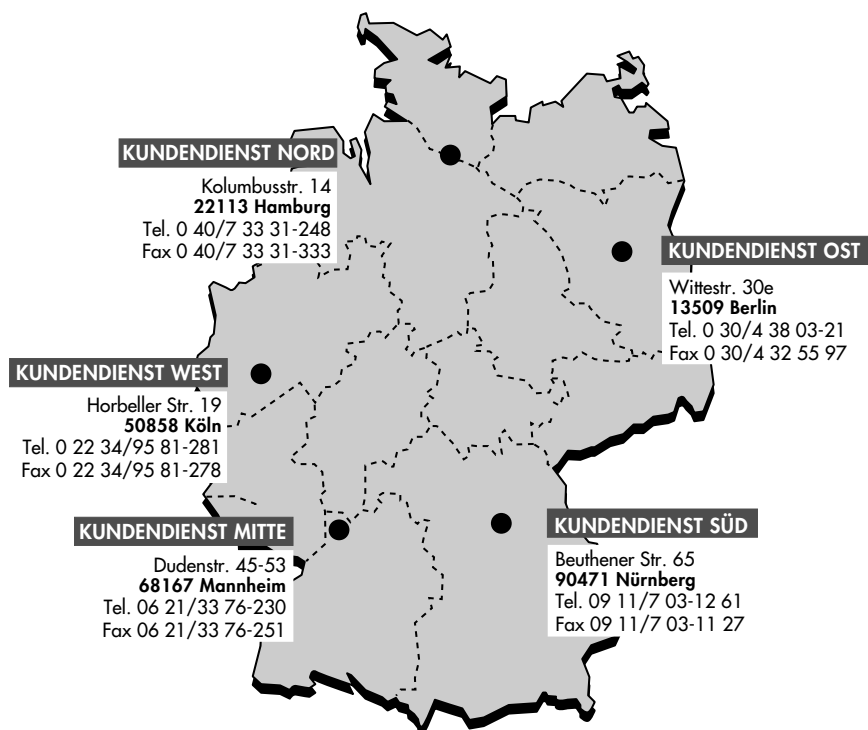 KUNDENDIENST NORD
Kolumbusstr. 14
22113 Hamburg
Tel. 0 40/7 33 31-248
Fax 0 40/7 33 31-333
KUNDENDIENST OST
Wittestr. 30e
13509 Berlin
Tel. 0 30/4 38 03-21
Fax 0 30/4 32 55 97
KUNDENDIENST WEST
Horbeller Str. 19
50858 Köln
Tel. 0 22 34/95 81-281
Fax 0 22 34/95 81-278
KUNDENDIENST MITTE
Dudenstr. 45-53
68167 Mannheim
Tel. 06 21/33 76-230
Fax 06 21/33 76-251
KUNDENDIENST SÜD
Beuthener Str. 65
90471 Nürnberg
Tel. 09 11/7 03-12 61
Fax 09 11/7 03-11 27